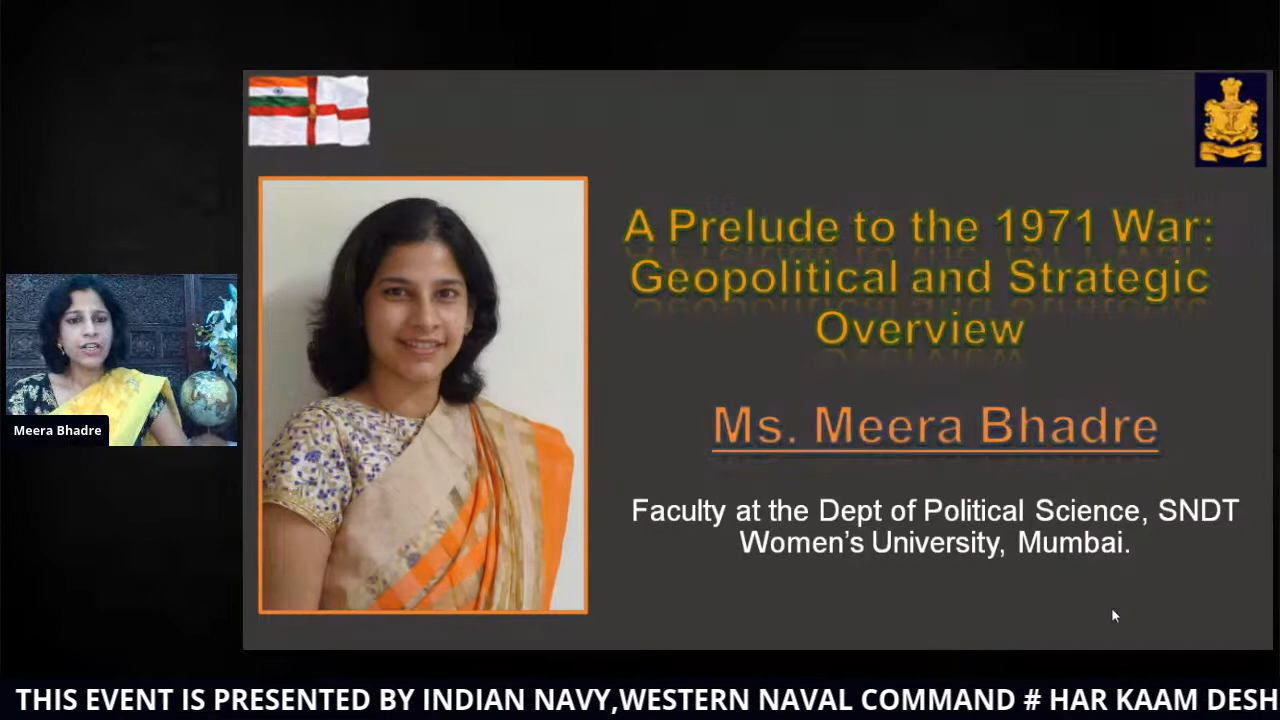 A Prelude to the 1971 War:
Geopolitical and Strategic
Overview
Ms. Meera Bhadre
Faculty at the Dept of Political Science, SNDT
Women's University, Mumbai.
Meera Bhadre
THIS EVENT IS PRESENTED BY INDIAN NAVY,WESTERN NAVAL COMMAND # HAR KAAM DESH